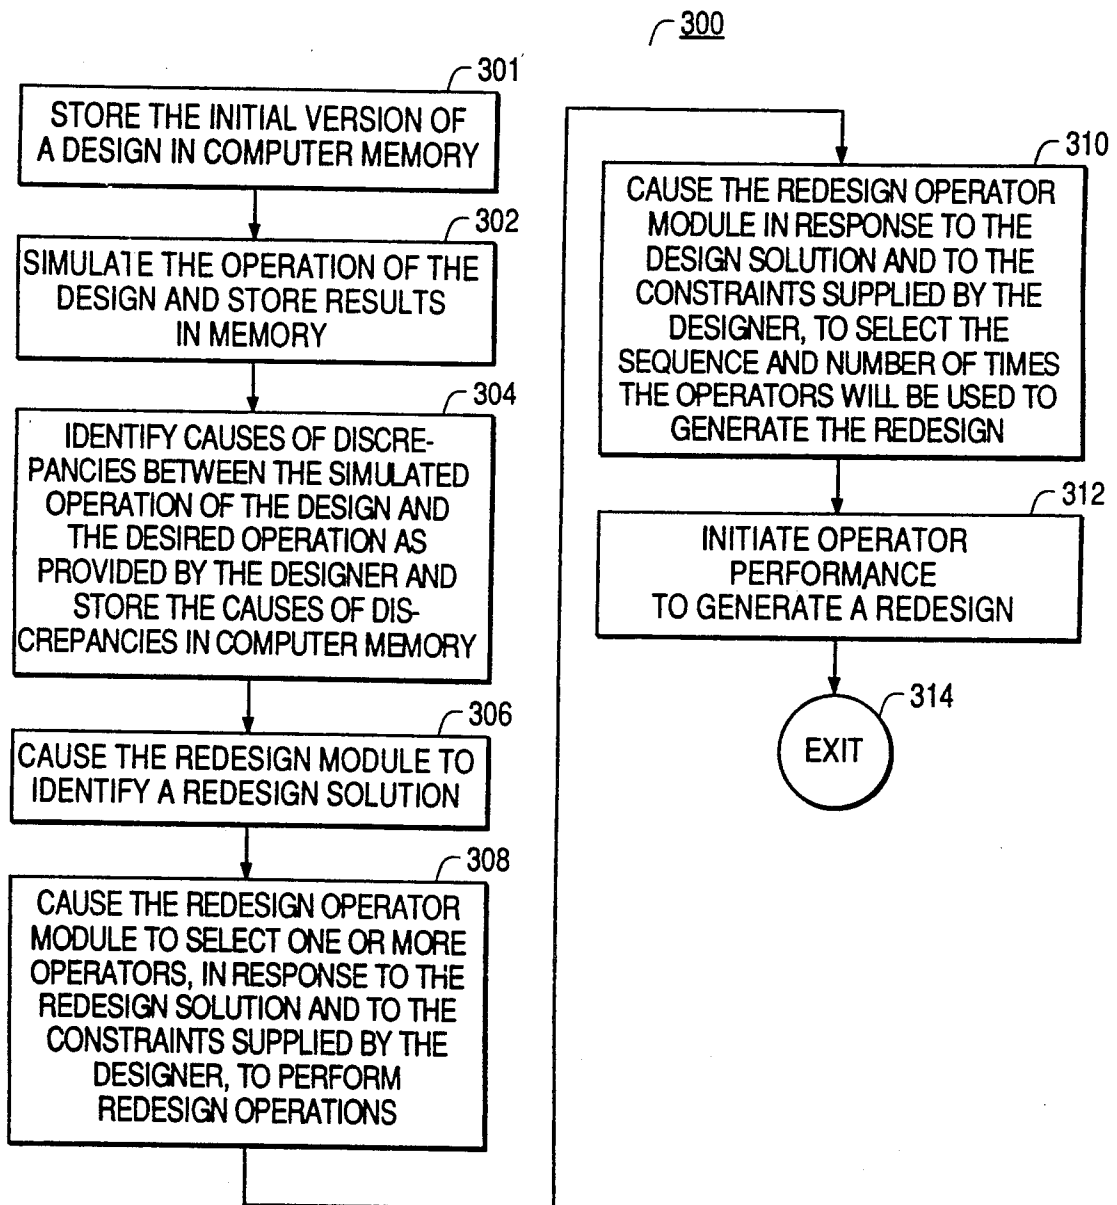 300
301
STORE THE INITIAL VERSION OF
A DESIGN IN COMPUTER MEMORY
302
SIMULATE THE OPERATION OF THE
DESIGN AND STORE RESULTS
IN MEMORY
304
IDENTIFY CAUSES OF DISCRE-
PANCIES BETWEEN THE SIMULATED
OPERATION OF THE DESIGN AND
THE DESIRED OPERATION AS
PROVIDED BY THE DESIGNER AND
STORE THE CAUSES OF DIS-
CREPANCIES IN COMPUTER MEMORY
306
CAUSE THE REDESIGN MODULE TO
IDENTIFY A REDESIGN SOLUTION
308
CAUSE THE REDESIGN OPERATOR
MODULE TO SELECT ONE OR MORE
OPERATORS, IN RESPONSE TO THE
REDESIGN SOLUTION AND TO THE
CONSTRAINTS SUPPLIED BY THE
DESIGNER, TO PERFORM
REDESIGN OPERATIONS
310
CAUSE THE REDESIGN OPERATOR
MODULE IN RESPONSE TO THE
DESIGN SOLUTION AND TO THE
CONSTRAINTS SUPPLIED BY THE
DESIGNER, TO SELECT THE
SEQUENCE AND NUMBER OF TIMES
THE OPERATORS WILL BE USED TO
GENERATE THE REDESIGN
312
INITIATE OPERATOR
PERFORMANCE
TO GENERATE A REDESIGN
314
EXIT